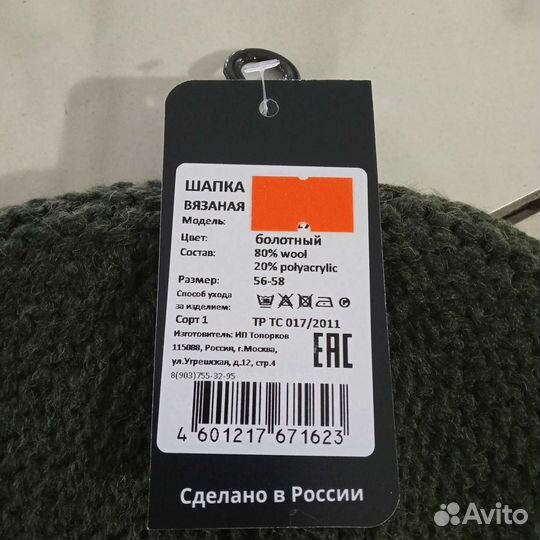 ШАПКА
ВЯЗАНАЯ
Модель:
Цвет: болотный
Состав: 80% wool
20% polyacrylic
Размер: 56-58
Способ ухода
за изделием:
Сорт 1 ТР ТС 017/2011
Изготовитель: ИП Топорков
115088, Россия, г.Москва,
ул.Угрешская, д.12, стр.4
8(903)755-32-95
EAC
4 601217 671623
Сделано в России
Avito